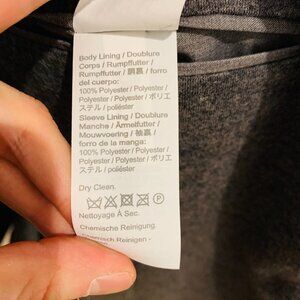 Body Lining / Doublure
Corps / Rumpffutter /
Rumpffutter / 胴裏 / forro
del cuerpo:
100% Polyester / Polyester /
Polyester / Polyester / ポリエ
ステル / poliéster
Sleeve Lining / Doublure
Manche / Ärmelfutter /
Mouwvoering / 袖裏 /
forro de la manga:
100% Polyester / Polyester /
Polyester / Polyester / ポリエ
ステル / poliéster
Dry Clean.
P
Nettoyage À Sec.
Chemische Reinigung.
Chemisch Reinigen -